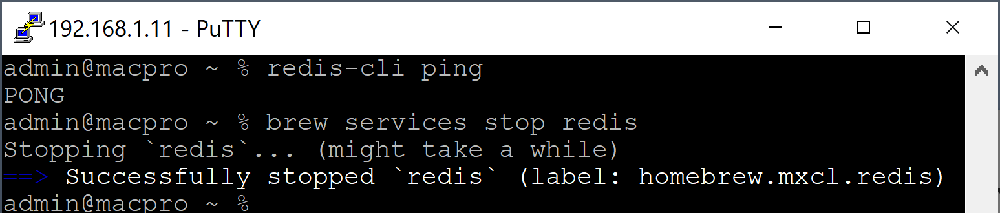 192.168.1.11 - PuTTY
admin@macpro ~ % redis-cli ping
PONG
admin@macpro ~ % brew services stop redis
Stopping `redis`... (might take a while)
==> Successfully stopped `redis` (label: homebrew.mxcl.redis)
admin@macpro ~ %